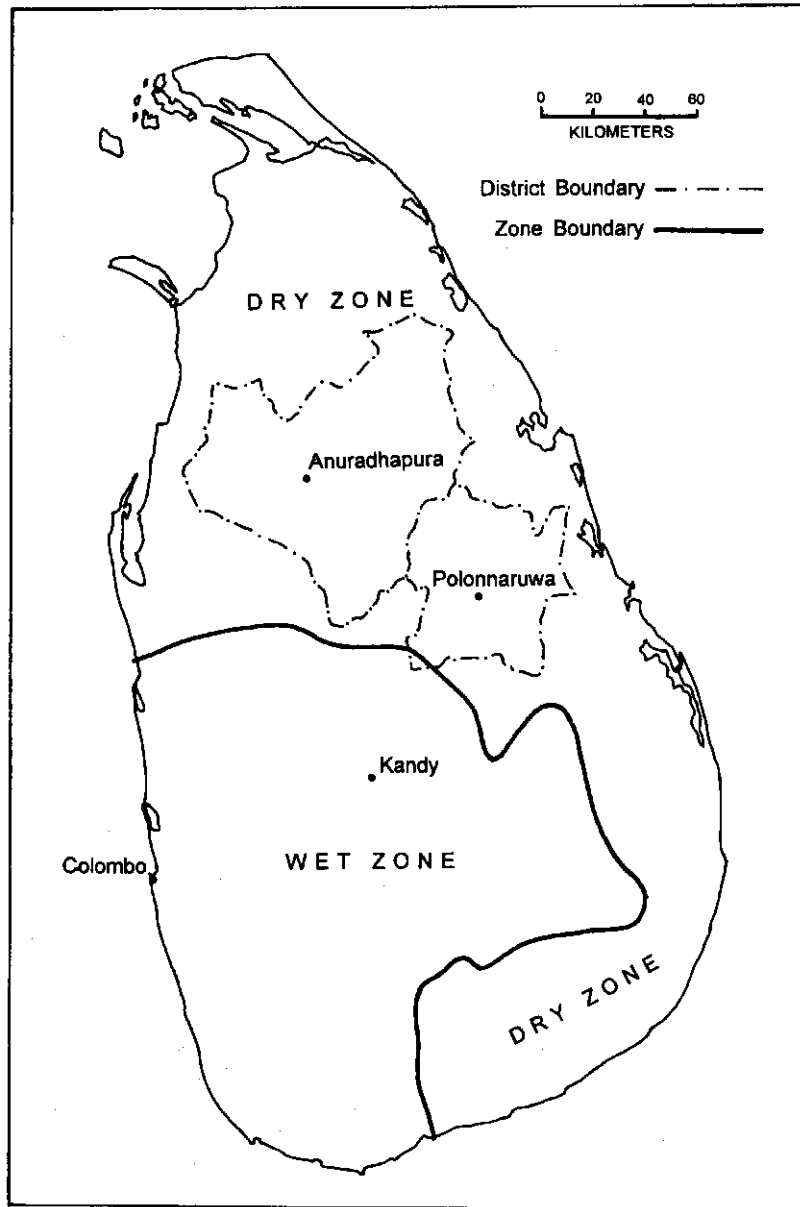 0 20 40 60
KILOMETERS
District Boundary
Zone Boundary
DRY ZONE
Anuradhapura
Polonnaruwa
Kandy
Colombo
WET ZONE
DRY ZONE